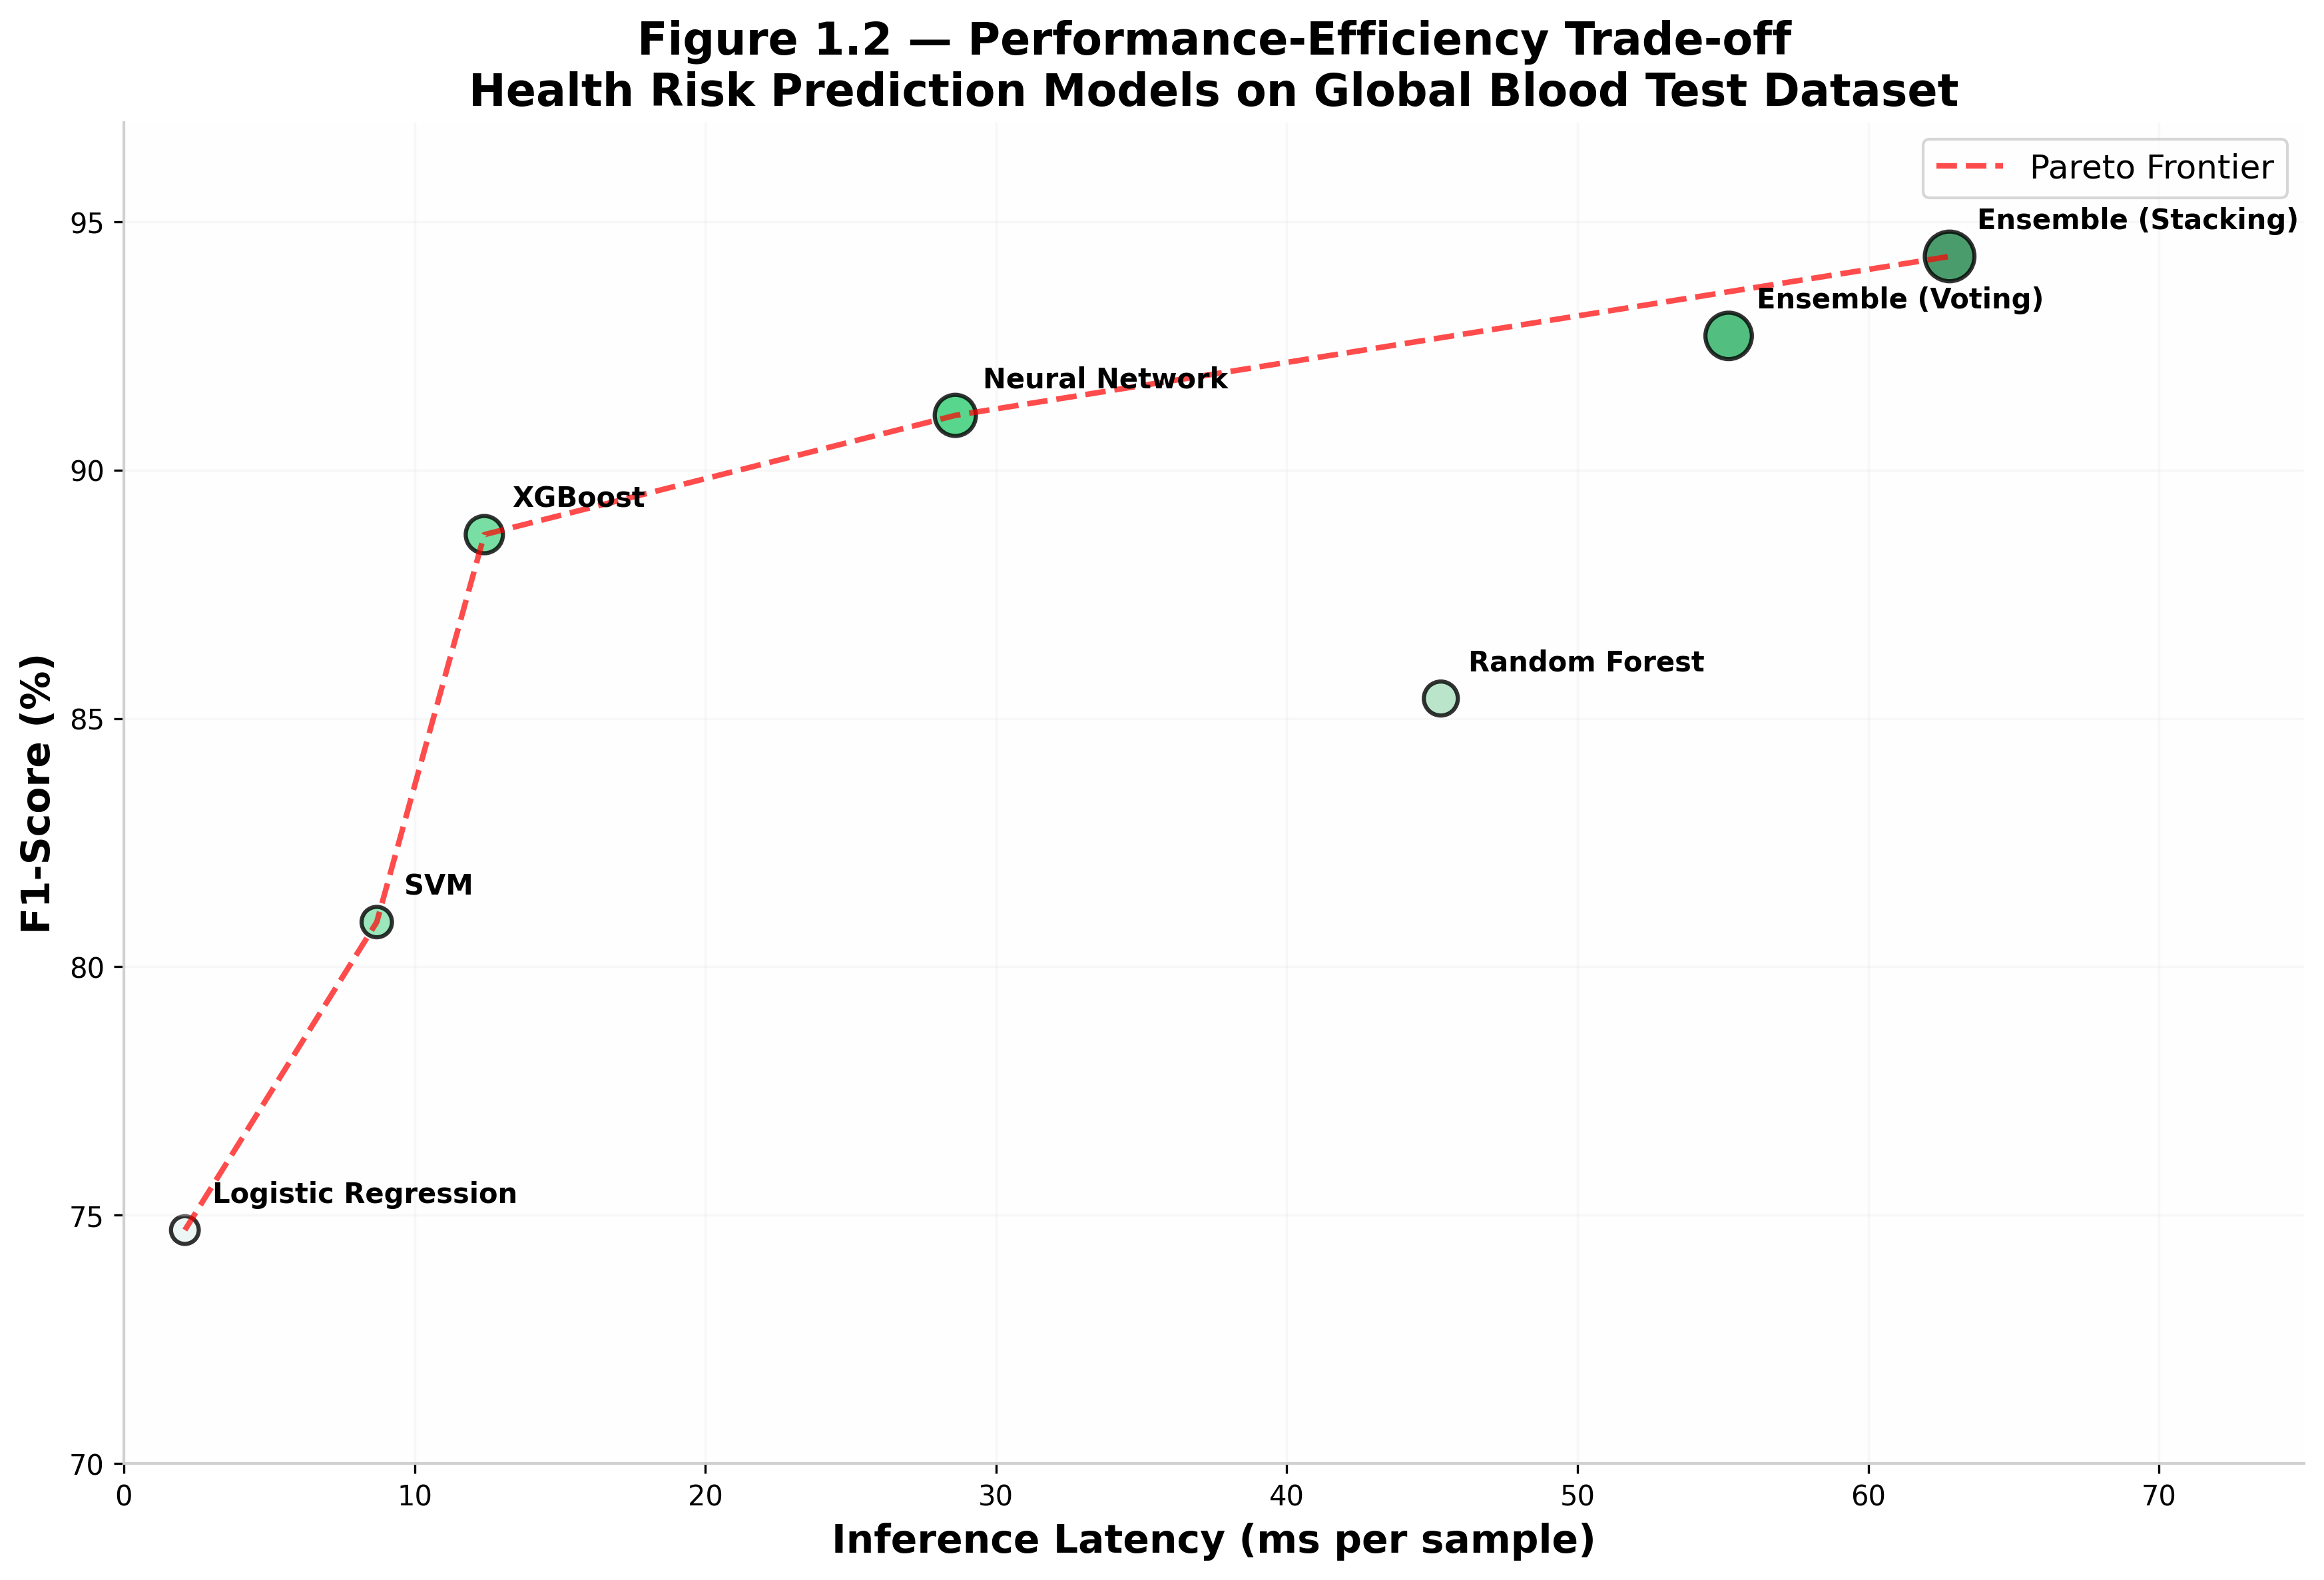 Figure 1.2 — Performance-Efficiency Trade-off
Health Risk Prediction Models on Global Blood Test Dataset
Pareto Frontier
Ensemble (Stacking)
Ensemble (Voting)
Neural Network
XGBoost
Random Forest
SVM
Logistic Regression
F1-Score (%)
95
90
85
80
75
70
0
10
20
30
40
50
60
70
Inference Latency (ms per sample)